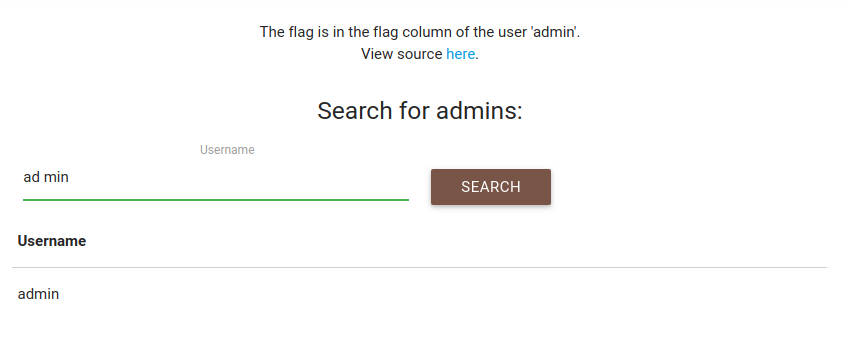 The flag is in the flag column of the user 'admin'.
View source here.
Search for admins:
Username
ad min
SEARCH
Username
admin